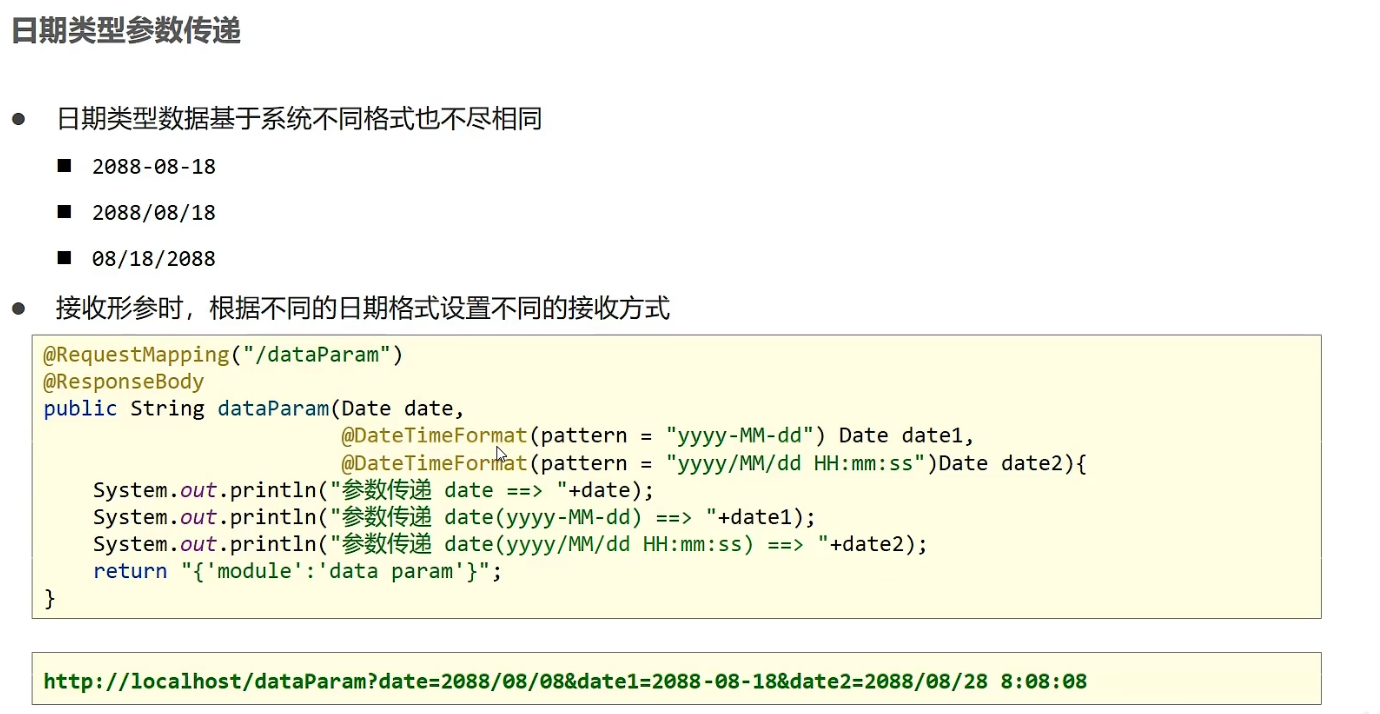 日期类型参数传递
日期类型数据基于系统不同格式也不尽相同
2088-08-18
2088/08/18
08/18/2088
接收形参时，根据不同的日期格式设置不同的接收方式
@RequestMapping("/dataParam")
@ResponseBody
public String dataParam(Date date,
@DateTimeFormat(pattern = "yyyy-MM-dd") Date date1,
@DateTimeFormat(pattern = "yyyy/MM/dd HH:mm:ss")Date date2){
System.out.println("参数传递 date ==> "+date);
System.out.println("参数传递 date(yyyy-MM-dd) ==> "+date1);
System.out.println("参数传递 date(yyyy/MM/dd HH:mm:ss) ==> "+date2);
return "{'module':'data param'}";
}
http://localhost/dataParam?date=2088/08/08&date1=2088-08-18&date2=2088/08/28 8:08:08